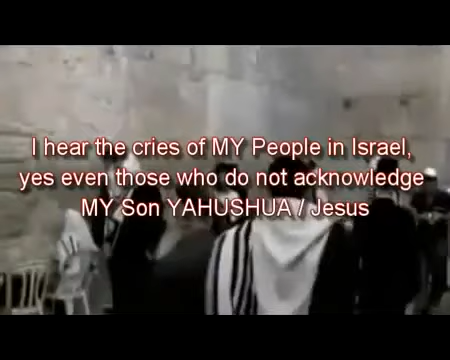 I hear the cries of MY People in Israel,
yes even those who do not acknowledge
MY Son YAHUSHUA / Jesus